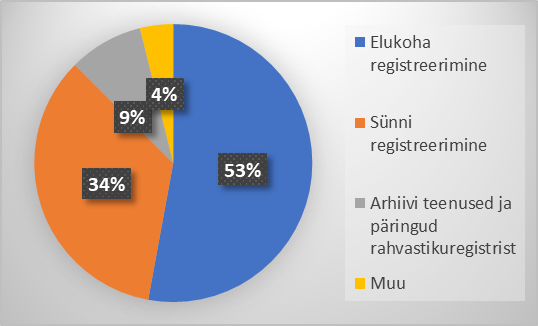 53%
34%
9%
4%
Elukoha
registreerimine
Sünni
registreerimine
Arhiivi teenused ja
päringud
rahvastikuregistrist
Muu